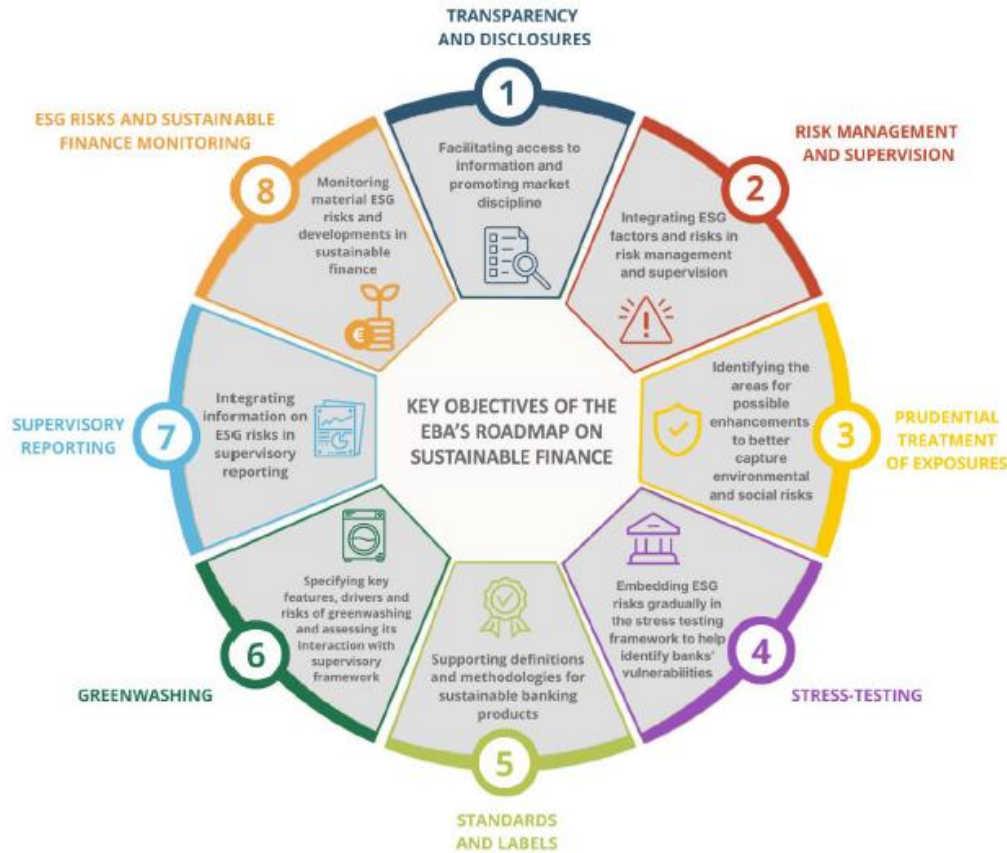 TRANSPARENCY
AND DISCLOSURES
1
Facilitating access to
information and
promoting market
discipline
RISK MANAGEMENT
AND SUPERVISION
2
Integrating ESG
factors and risks in
risk management
and supervision
PRUDENTIAL
TREATMENT
OF EXPOSURES
3
Identifying the
areas for
possible
enhancements
to better
capture
environmental
and social risks
STRESS-TESTING
4
Embedding ESG
risks gradually in
the stress testing
framework to help
identify banks'
vulnerabilities
STANDARDS
AND LABELS
5
Supporting definitions
and methodologies for
sustainable banking
products
GREENWASHING
6
Specifying key
features, drivers and
risks of greenwashing
and assessing its
interaction with
supervisory
framework
SUPERVISORY
REPORTING
7
Integrating
information on
ESG risks in
supervisory
reporting
ESG RISKS AND SUSTAINABLE
FINANCE MONITORING
8
Monitoring
material ESG
risks and
developments in
sustainable
finance
€
KEY OBJECTIVES OF THE
EBA'S ROADMAP ON
SUSTAINABLE FINANCE